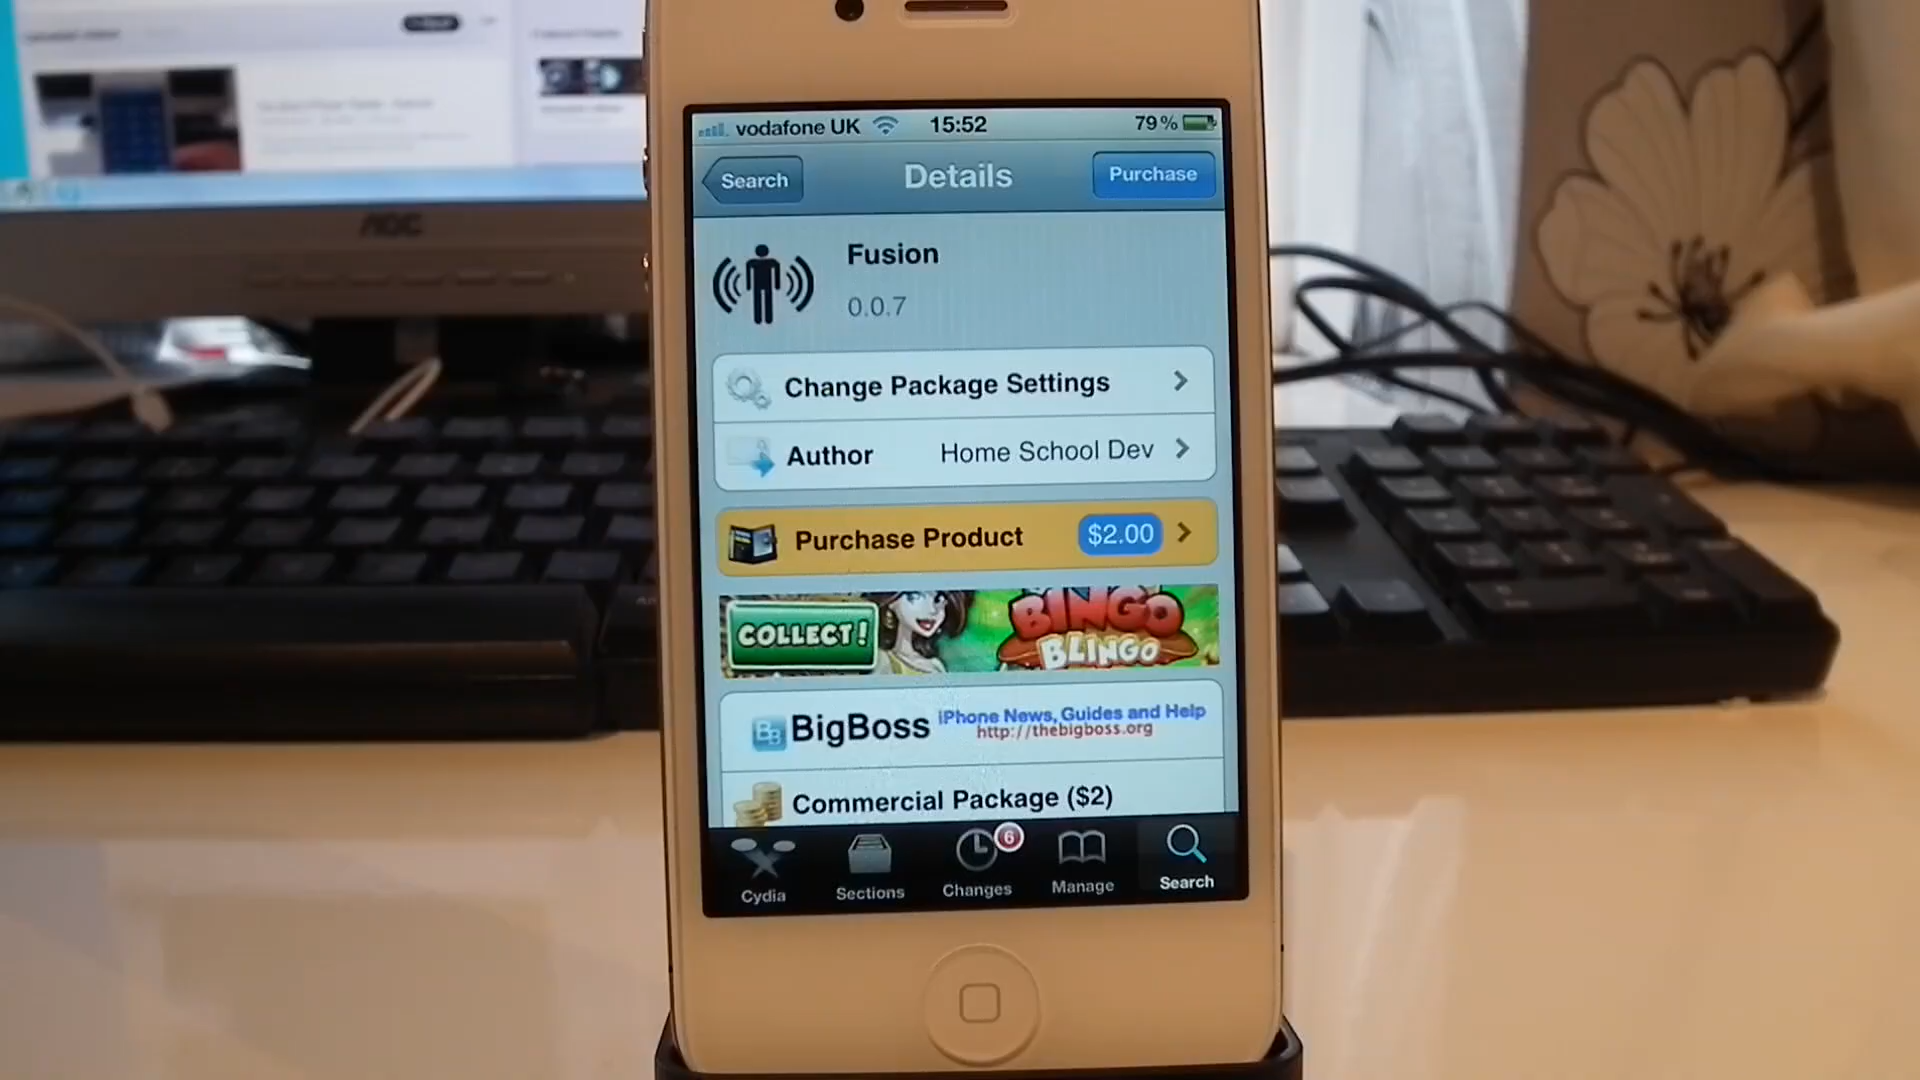 AOC
vodafone UK 15:52 79%
Search Details Purchase
Fusion
0.0.7
Change Package Settings
Author Home School Dev
Purchase Product $2.00
COLLECT! BINGO
BLINGO
BB BigBoss iPhone News, Guides and Help
http://thebigboss.org
Commercial Package ($2)
6
Cydia Sections Changes Manage Search